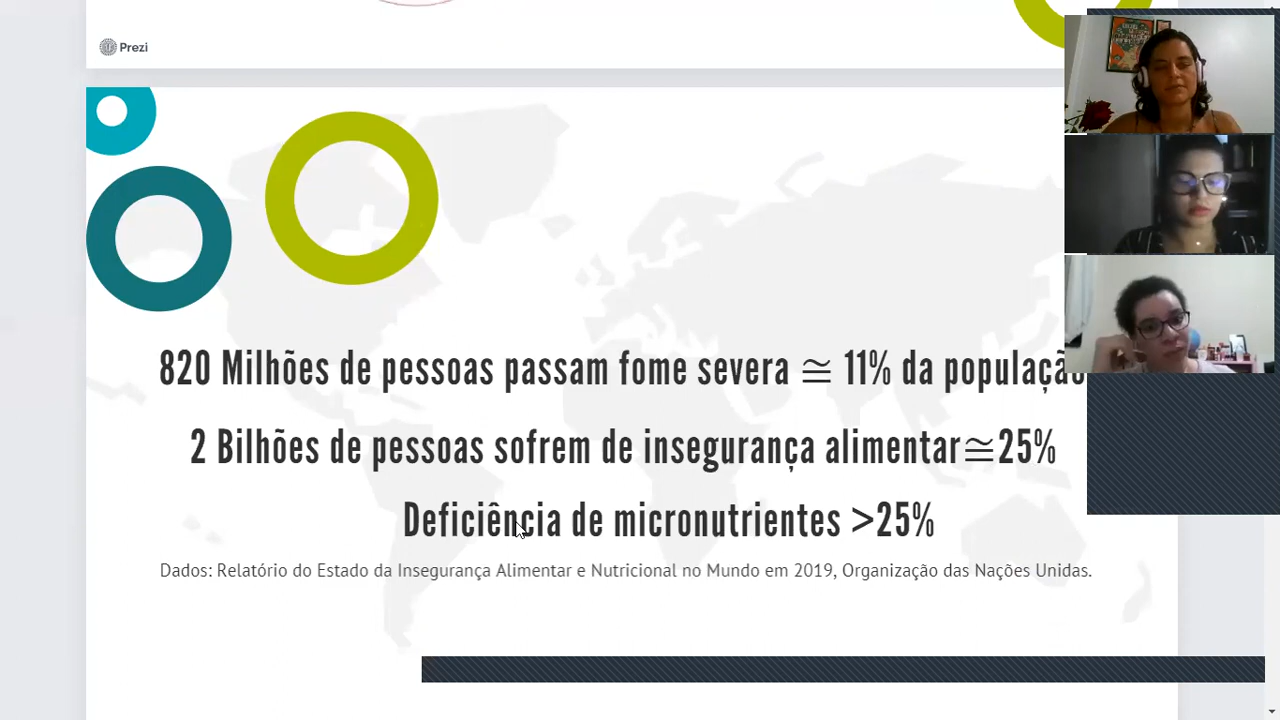 Prezi
820 Milhões de pessoas passam fome severa ≅ 11% da população
2 Bilhões de pessoas sofrem de insegurança alimentar≅25%
Deficiência de micronutrientes >25%
Dados: Relatório do Estado da Insegurança Alimentar e Nutricional no Mundo em 2019, Organização das Nações Unidas.